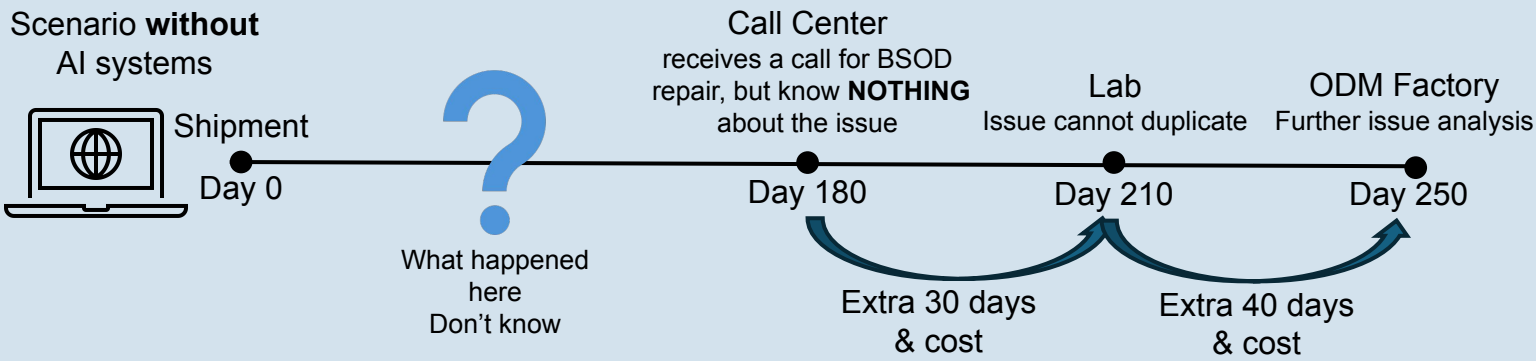 Scenario without
AI systems
Shipment
Day 0
?
What happened
here
Don’t know
Call Center
receives a call for BSOD
repair, but know NOTHING
about the issue
Day 180
Lab
Issue cannot duplicate
Day 210
ODM Factory
Further issue analysis
Day 250
Extra 30 days
& cost
Extra 40 days
& cost